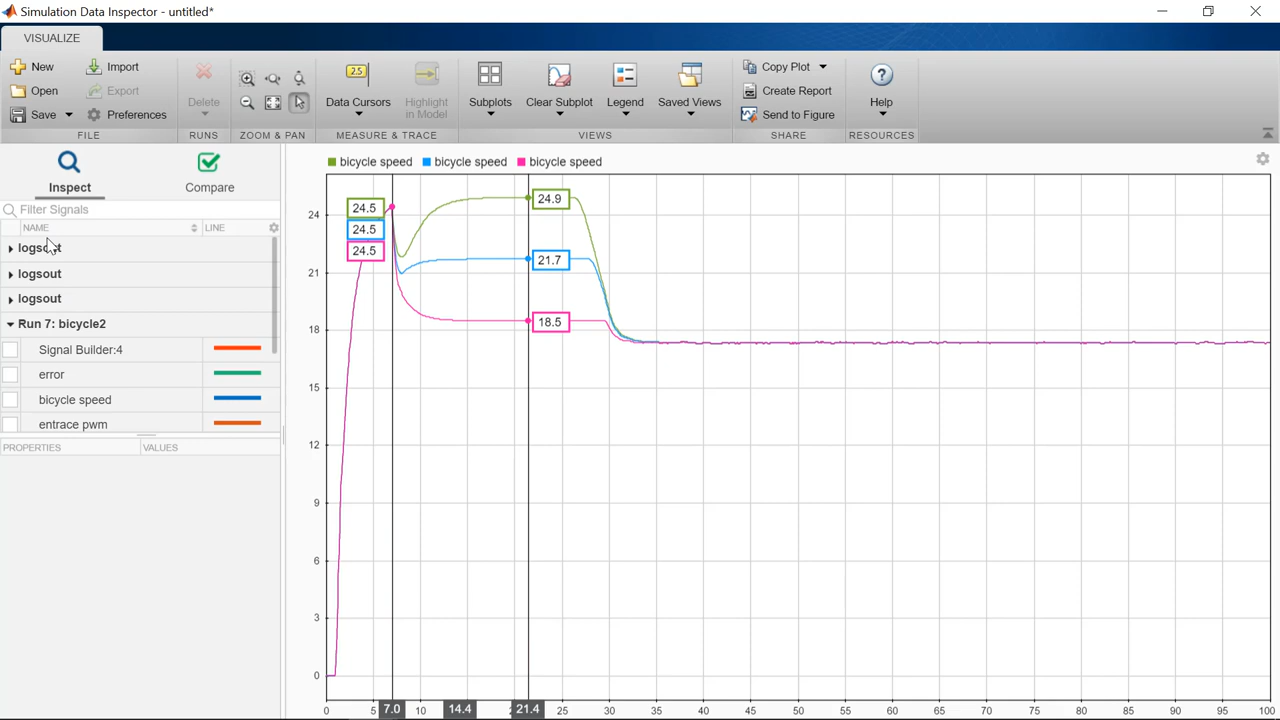 Simulation Data Inspector - untitled*
VISUALIZE
New
Open
Save
Import
Export
Preferences
FILE
Delete
RUNS
ZOOM & PAN
2.5
Data Cursors
Highlight
in Model
MEASURE & TRACE
Subplots
Clear Subplot
Legend
Saved Views
VIEWS
Copy Plot
Create Report
Send to Figure
SHARE
Help
RESOURCES
Inspect
Compare
Filter Signals
NAME LINE
logsout
logsout
logsout
Run 7: bicycle2
Signal Builder:4
error
bicycle speed
entrace pwm
PROPERTIES VALUES
bicycle speed bicycle speed bicycle speed
24
21
18
15
12
9
6
3
0
24.5
24.5
24.5
24.9
21.7
18.5
0 5 7.0 10 14.4 21.4 25 30 35 40 45 50 55 60 65 70 75 80 85 90 95 100